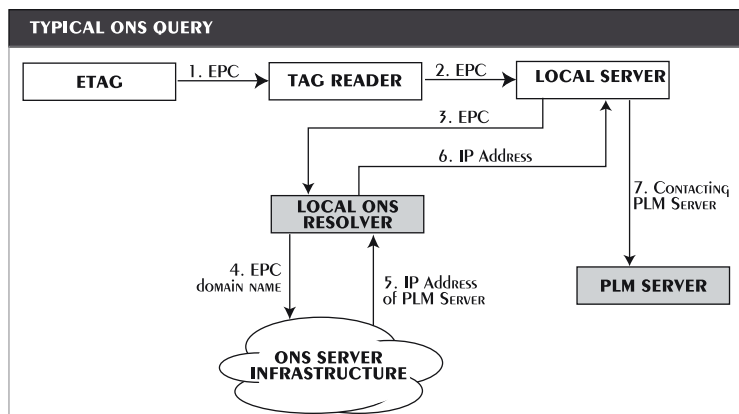 TYPICAL ONS QUERY
ETAG
1. EPC
TAG READER
2. EPC
LOCAL SERVER
3. EPC
6. IP Address
7. Contacting
PLM Server
LOCAL ONS
RESOLVER
4. EPC
domain name
5. IP Address
of PLM Server
PLM SERVER
ONS SERVER
INFRASTRUCTURE